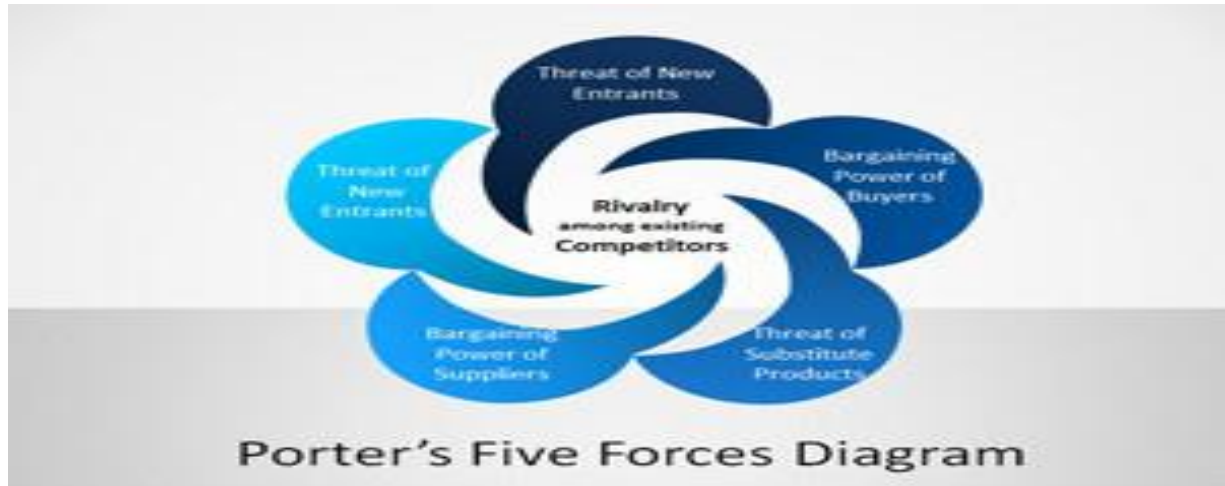 Threat of New
Entrants
Bargaining
Power of
Buyers
Threat of
Substitute
Products
Bargaining
Power of
Suppliers
Threat of
New
Entrants
Rivalry
among existing
Competitors
Porter's Five Forces Diagram